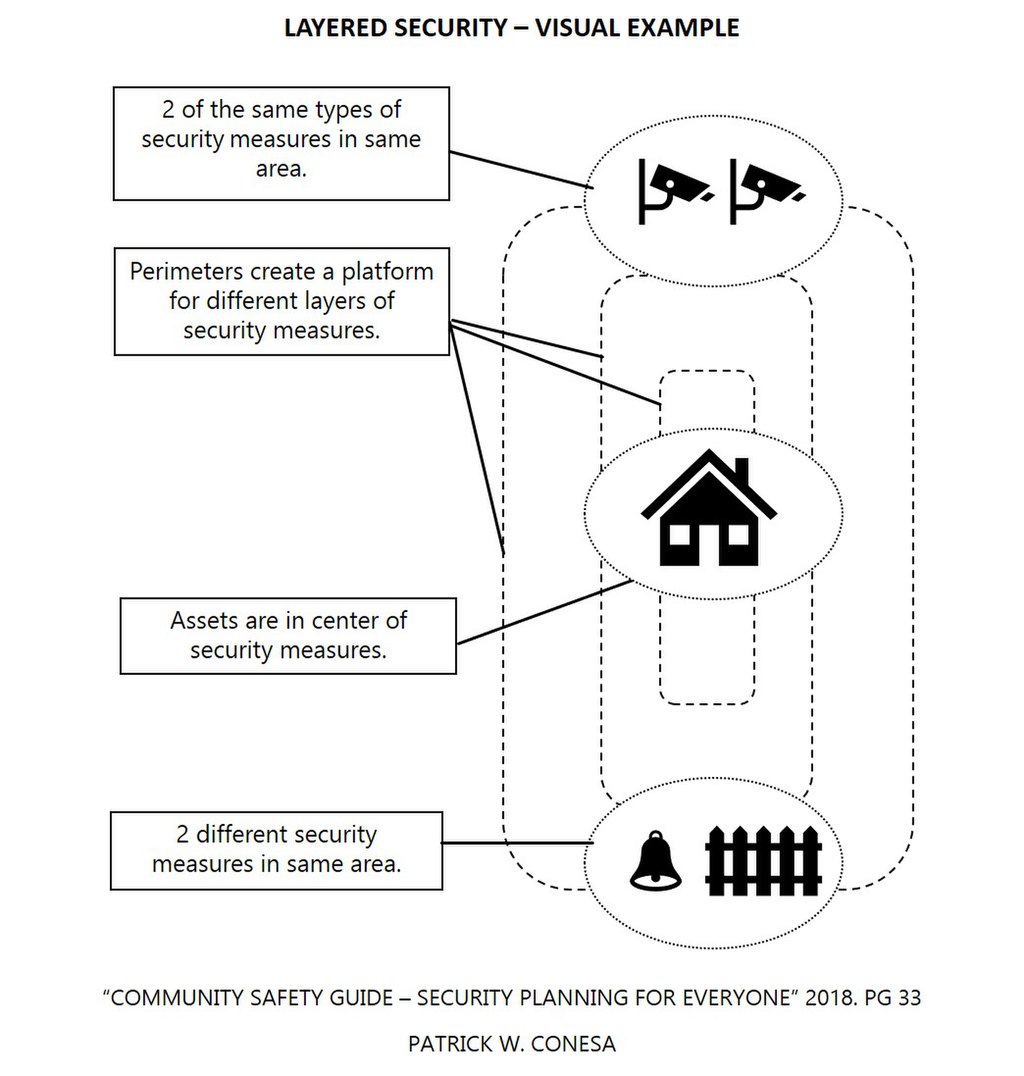 LAYERED SECURITY – VISUAL EXAMPLE
2 of the same types of
security measures in same
area.
Perimeters create a platform
for different layers of
security measures.
Assets are in center of
security measures.
2 different security
measures in same area.
“COMMUNITY SAFETY GUIDE – SECURITY PLANNING FOR EVERYONE” 2018. PG 33
PATRICK W. CONESA